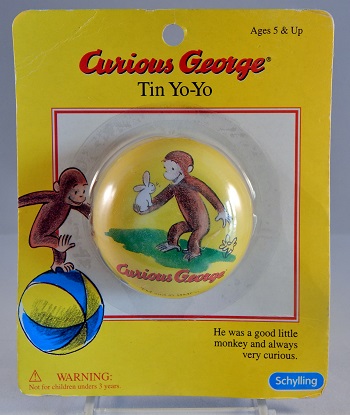 Ages 5 & Up
Curious George®
Tin Yo-Yo
Curious George
He was a good little
monkey and always
very curious.
WARNING:
Not for children under 3 years.
Schylling